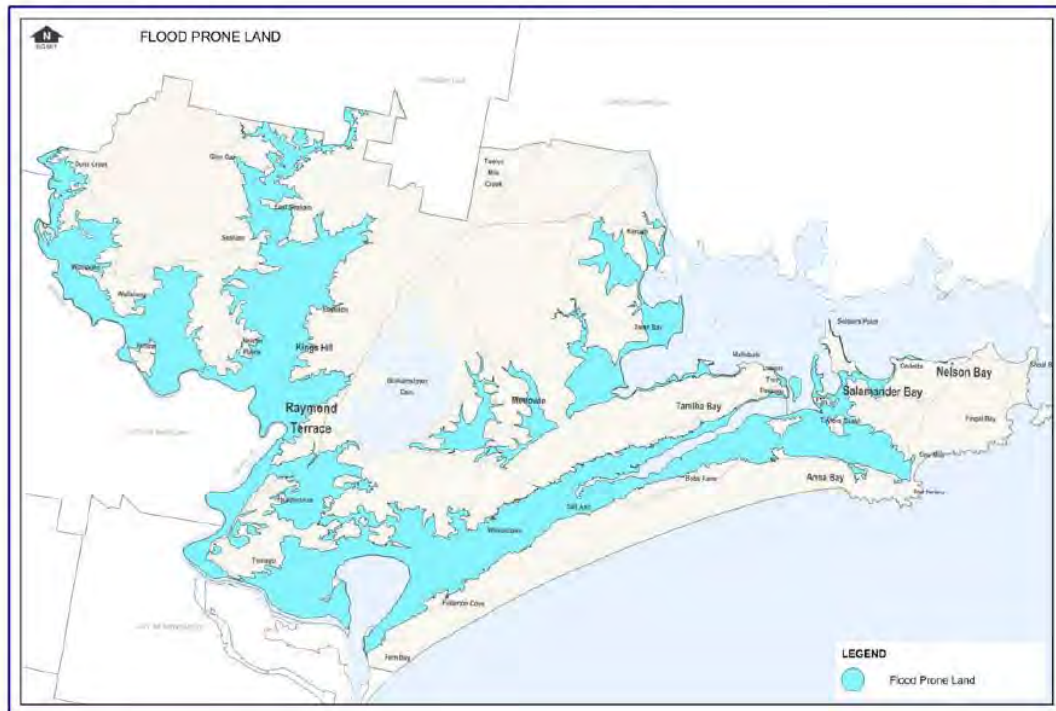 N
FLOOD PRONE LAND
Duns Creek
Glen Oak
Twelve
Mile
Creek
East Seaham
Seaham
Karuah
Woodville
Wallalong
Nelsons
Plains
Kings Hill
Swan Bay
Soldiers Point
Mallabula
Lemon
Tree
Passage
Corlette
Nelson Bay
Salamander Bay
Shoal Bay
Fingal Bay
Raymond
Terrace
Grahamstown
Dam
Medowie
Tanilba Bay
Taylors Beach
One Mile
Boat Harbour
Anna Bay
Bobs Farm
Salt Ash
Williamtown
Heatherbrae
Tomago
Fullerton Cove
Fern Bay
LEGEND
Flood Prone Land